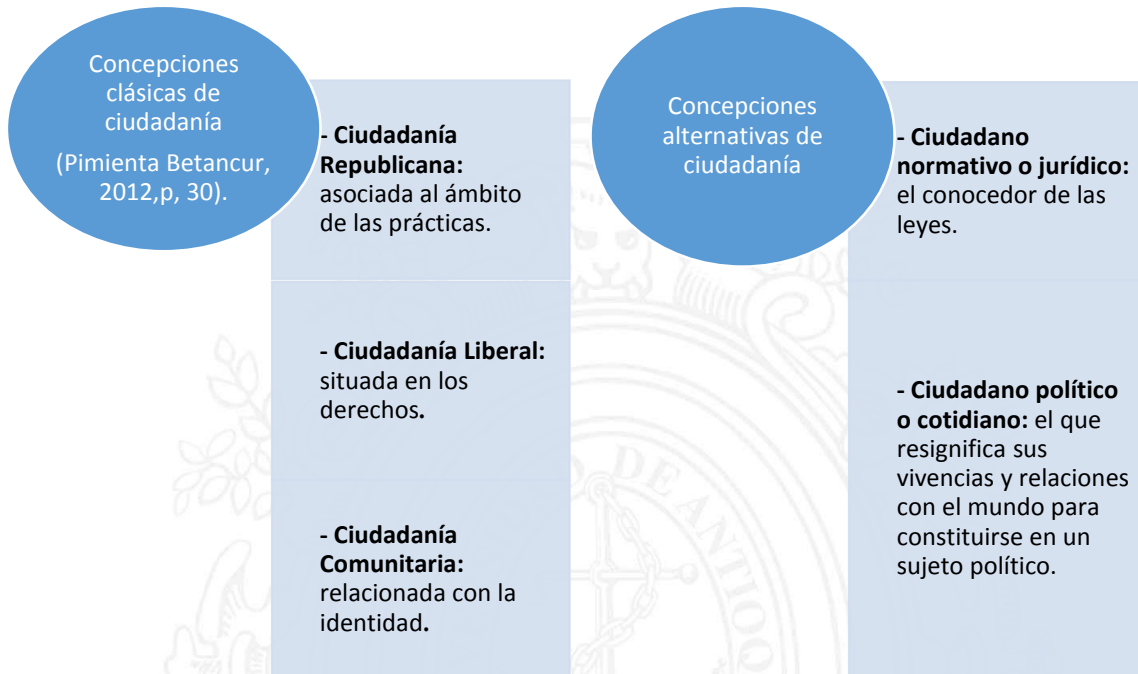 Concepciones
clásicas de
ciudadanía
(Pimienta Betancur,
2012,p, 30).
- Ciudadanía
Republicana:
asociada al ámbito
de las prácticas.
- Ciudadanía Liberal:
situada en los
derechos.
- Ciudadanía
Comunitaria:
relacionada con la
identidad.
Concepciones
alternativas de
ciudadanía
- Ciudadano
normativo o jurídico:
el conocedor de las
leyes.
- Ciudadano político
o cotidiano: el que
resignifica sus
vivencias y relaciones
con el mundo para
constituirse en un
sujeto político.
DE ANTIOQ